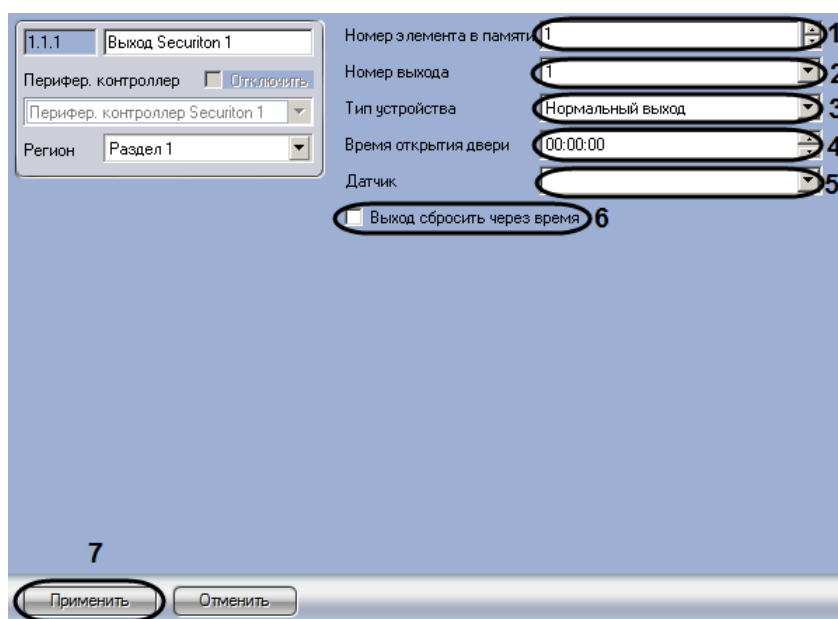 1.1.1 Выход Securiton 1
Перифер. контроллер Отключить
Перифер. контроллер Securiton 1
Регион Раздел 1
Номер элемента в памяти 1 1
Номер выхода 1 2
Тип устройства Нормальный выход 3
Время открытия двери 00:00:00 4
Датчик 5
Выход сбросить через время 6
7
Применить Отменить